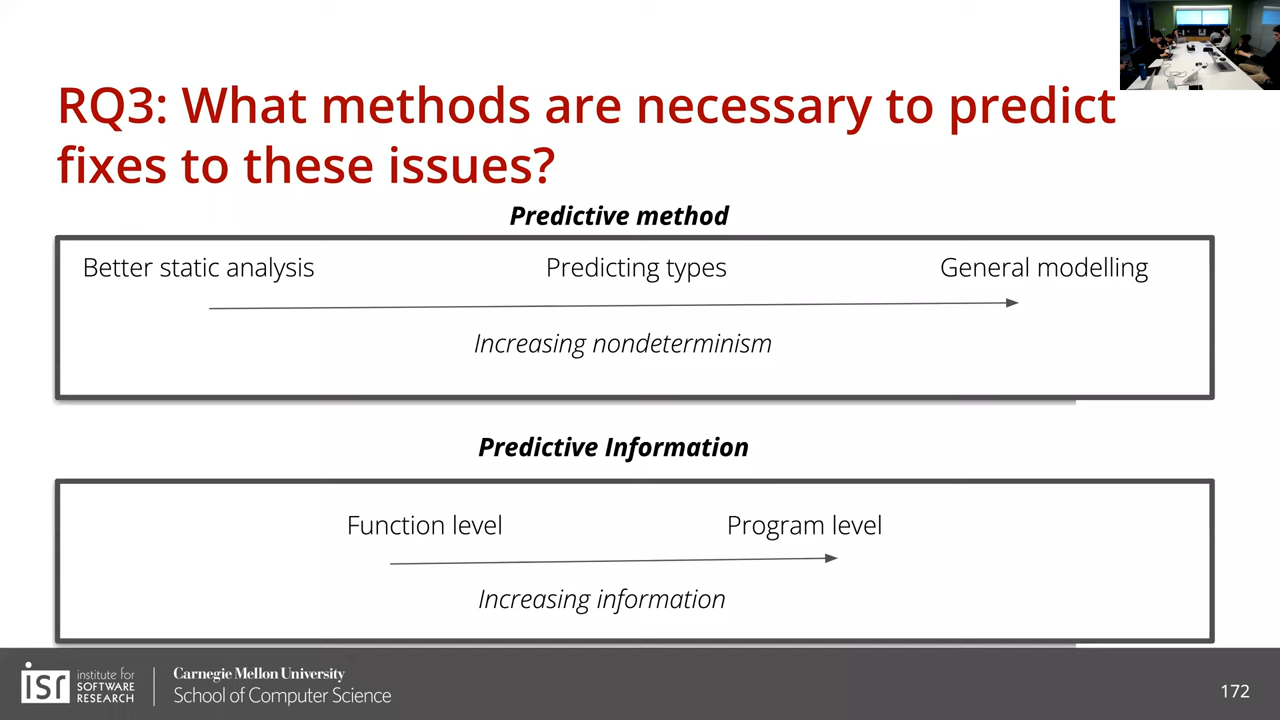 RQ3: What methods are necessary to predict
fixes to these issues?
Predictive method
Better static analysis Predicting types General modelling
Increasing nondeterminism
Predictive Information
Function level Program level
Increasing information
isr institute for SOFTWARE RESEARCH
Carnegie Mellon University
School of Computer Science
172